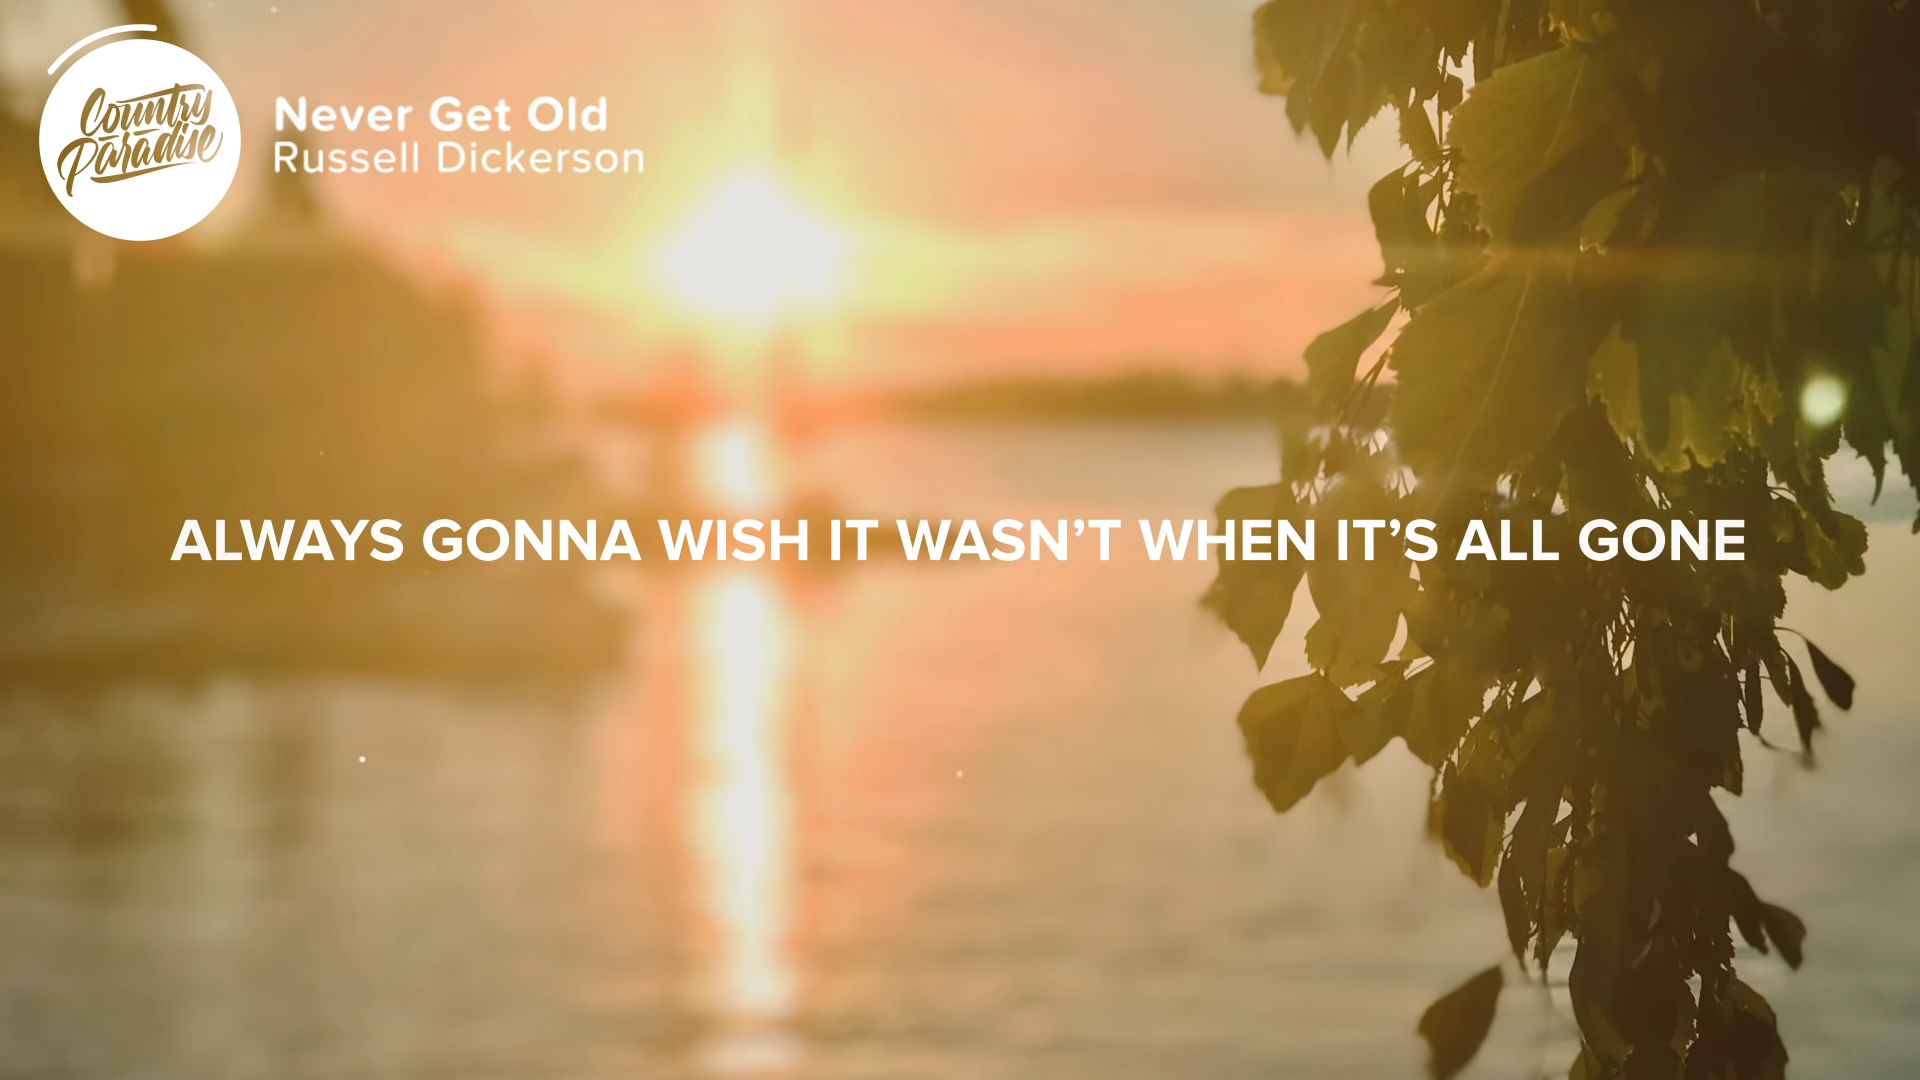 Country
Paradise
Never Get Old
Russell Dickerson
ALWAYS GONNA WISH IT WASN’T WHEN IT’S ALL GONE